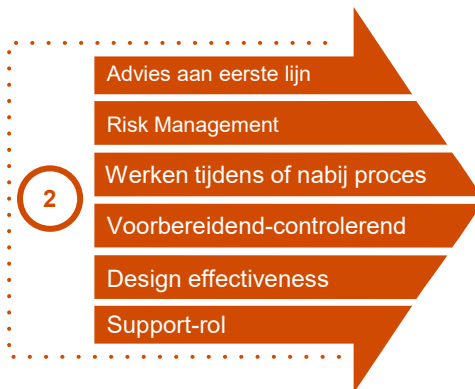 Advies aan eerste lijn
Risk Management
2
Werken tijdens of nabij proces
Voorbereidend-controlerend
Design effectiveness
Support-rol